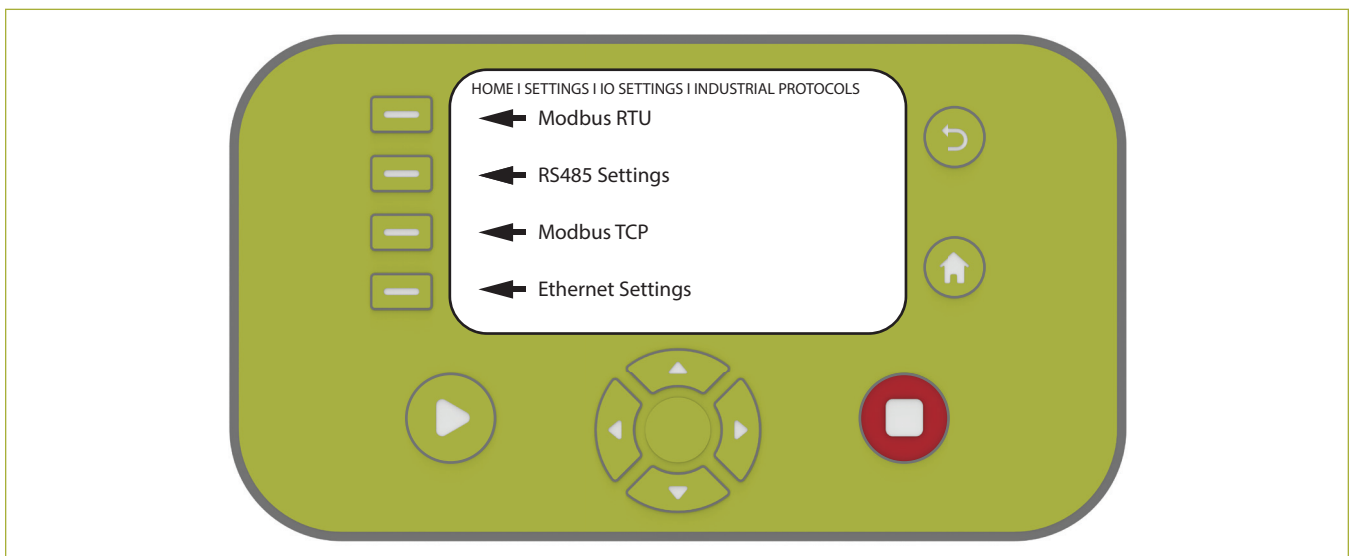 HOME I SETTINGS I IO SETTINGS I INDUSTRIAL PROTOCOLS
Modbus RTU
RS485 Settings
Modbus TCP
Ethernet Settings